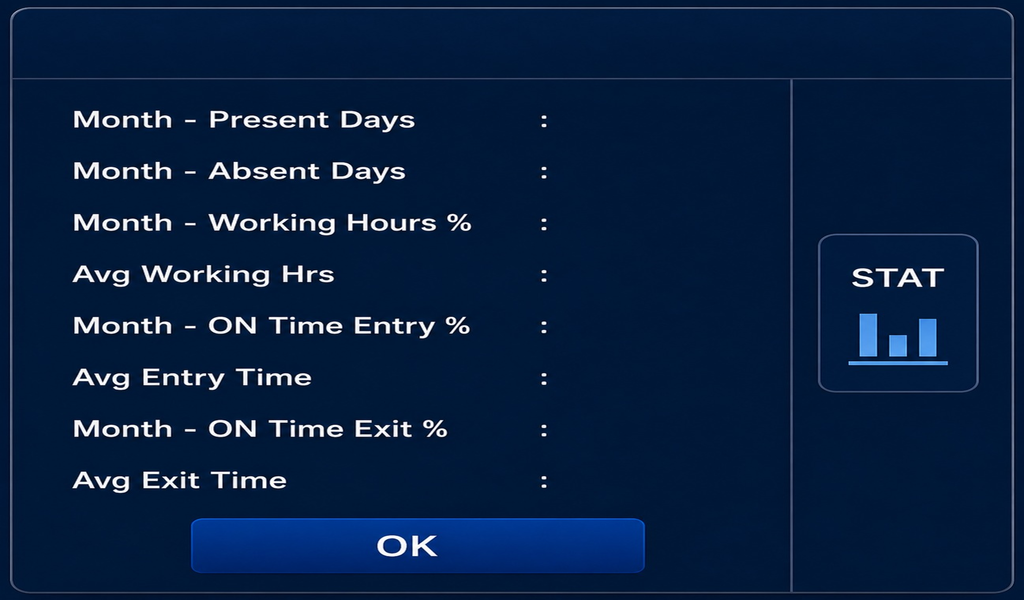 Month - Present Days :
Month - Absent Days :
Month - Working Hours % :
Avg Working Hrs :
Month - ON Time Entry % :
Avg Entry Time :
Month - ON Time Exit % :
Avg Exit Time :
OK
STAT